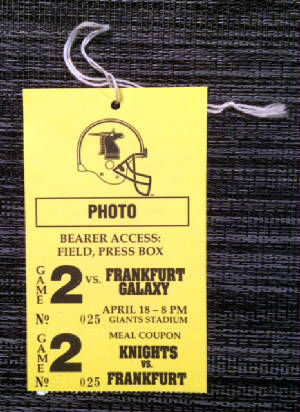 PHOTO
BEARER ACCESS:
FIELD, PRESS BOX
GAME 2 VS. FRANKFURT
GALAXY
APRIL 18 – 8 PM
Nº 025 GIANTS STADIUM
MEAL COUPON
GAME 2 KNIGHTS
VS.
Nº 025 FRANKFURT